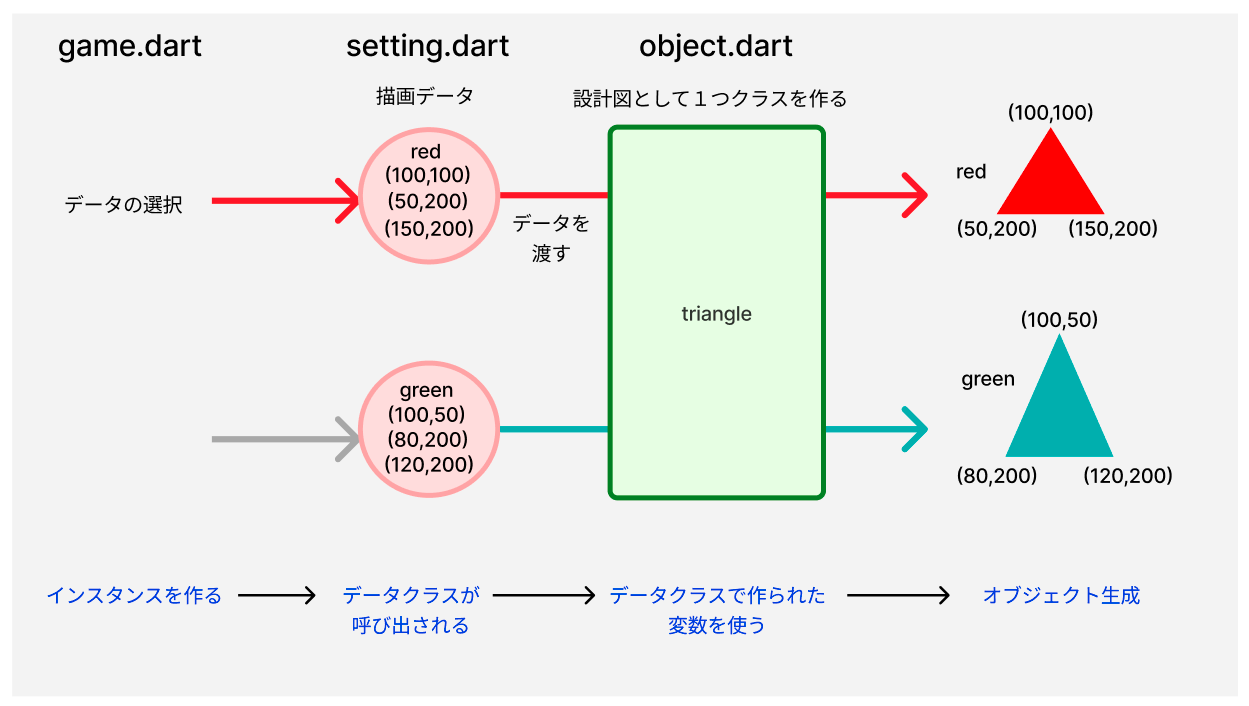 game.dart
setting.dart
object.dart
描画データ
設計図として１つクラスを作る
データの選択
red
(100,100)
(50,200)
(150,200)
データを
渡す
triangle
(100,100)
red
(50,200)
(150,200)
green
(100,50)
(80,200)
(120,200)
(100,50)
green
(80,200)
(120,200)
インスタンスを作る
データクラスが
呼び出される
データクラスで作られた
変数を使う
オブジェクト生成